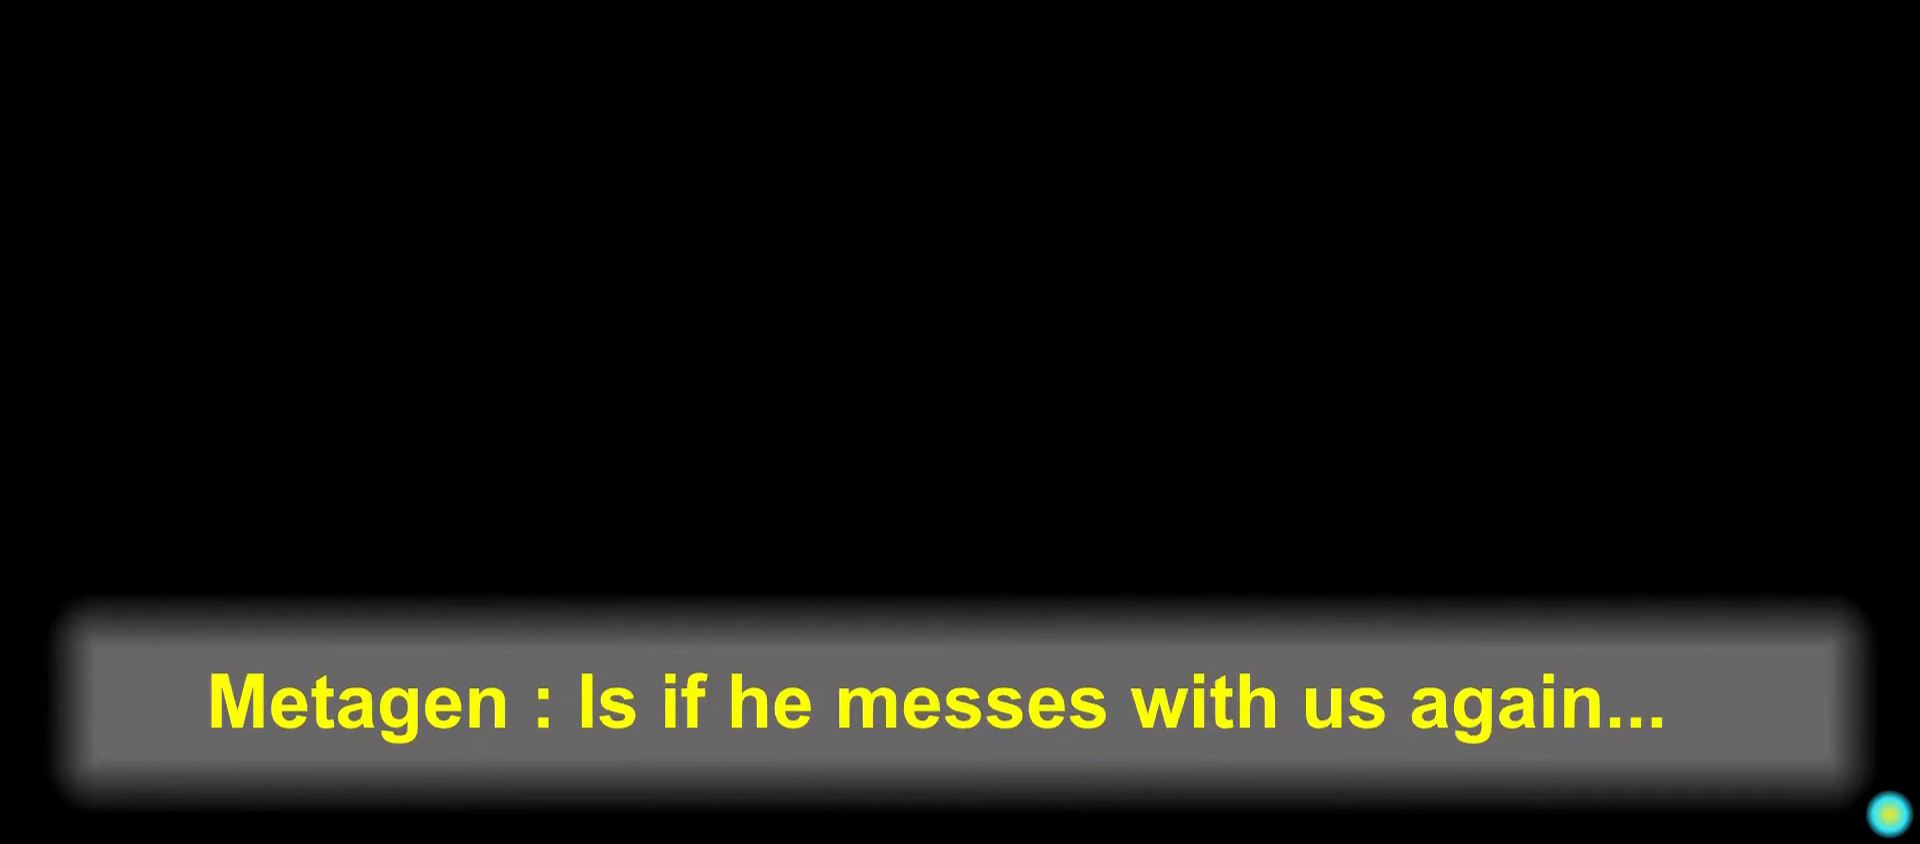 Metagen : Is if he messes with us again...